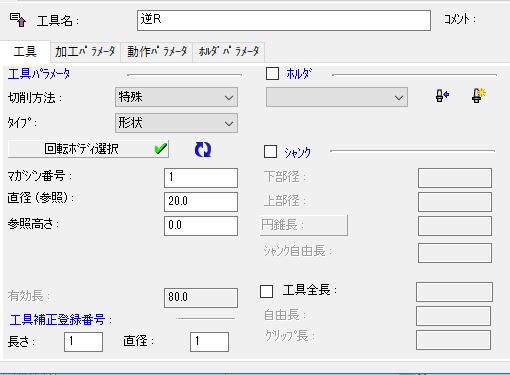 工具名： 逆R コメント：
工具 加工パラメータ 動作パラメータ ホルダパラメータ
工具パラメータ ホルダ
切削方法： 特殊
タイプ： 形状
回転ボディ選択 シャンク
マガジン番号： 1 下部径：
直径（参照）： 20.0 上部径：
参照高さ： 0.0 円錐長：
シャンク自由長：
有効長： 80.0 工具全長：
工具補正登録番号： 自由長：
長さ： 1 直径： 1 グリップ長：